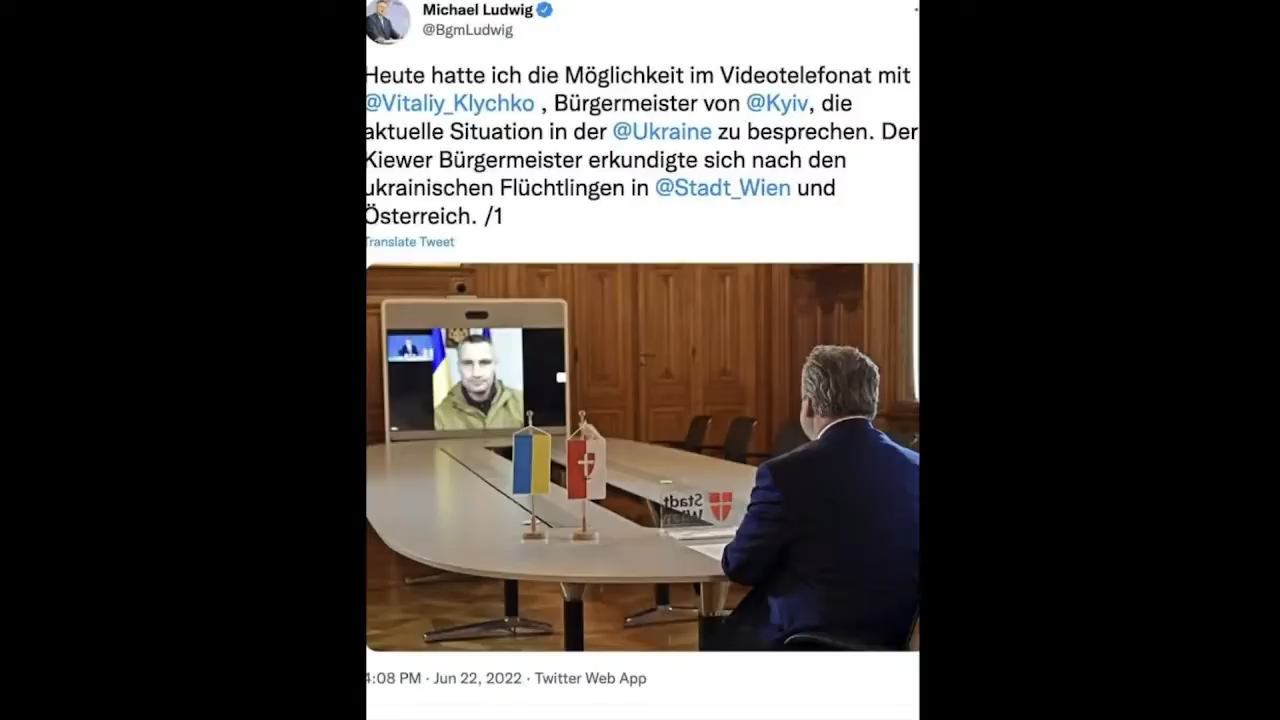 Michael Ludwig
@BgmLudwig
Heute hatte ich die Möglichkeit im Videotelefonat mit
@Vitaliy_Klychko , Bürgermeister von @Kyiv, die
aktuelle Situation in der @Ukraine zu besprechen. Der
Kiewer Bürgermeister erkundigte sich nach den
ukrainischen Flüchtlingen in @Stadt_Wien und
Österreich. /1
Translate Tweet
Stadt
Wien
4:08 PM · Jun 22, 2022 · Twitter Web App